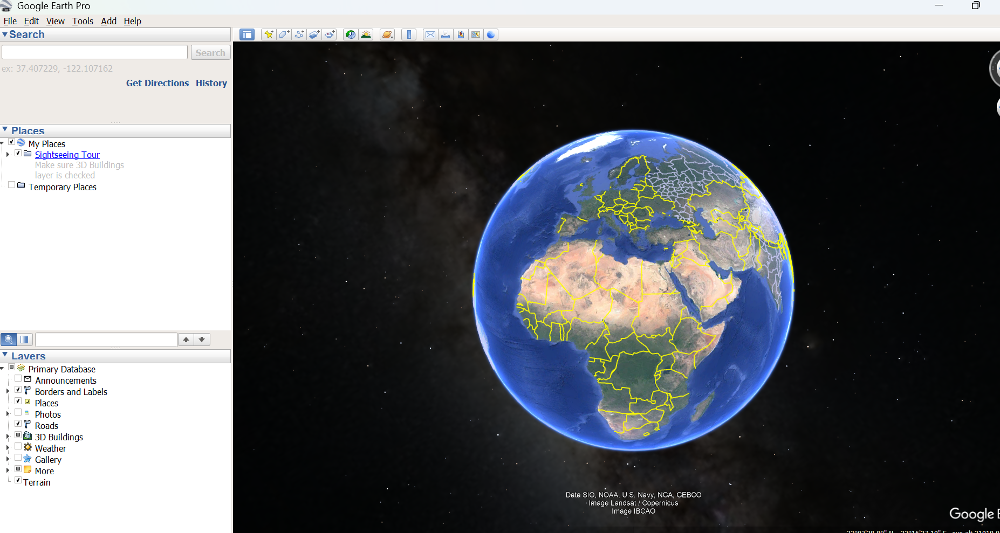 Google Earth Pro
File Edit View Tools Add Help
Search
Search
ex: 37.407229, -122.107162
Get Directions History
Places
My Places
Sightseeing Tour
Make sure 3D Buildings
layer is checked
Temporary Places
Layers
Primary Database
Announcements
Borders and Labels
Places
Photos
Roads
3D Buildings
Weather
Gallery
More
Terrain
Data SIO, NOAA, U.S. Navy, NGA, GEBCO
Image Landsat / Copernicus
Image IBCAO
Google